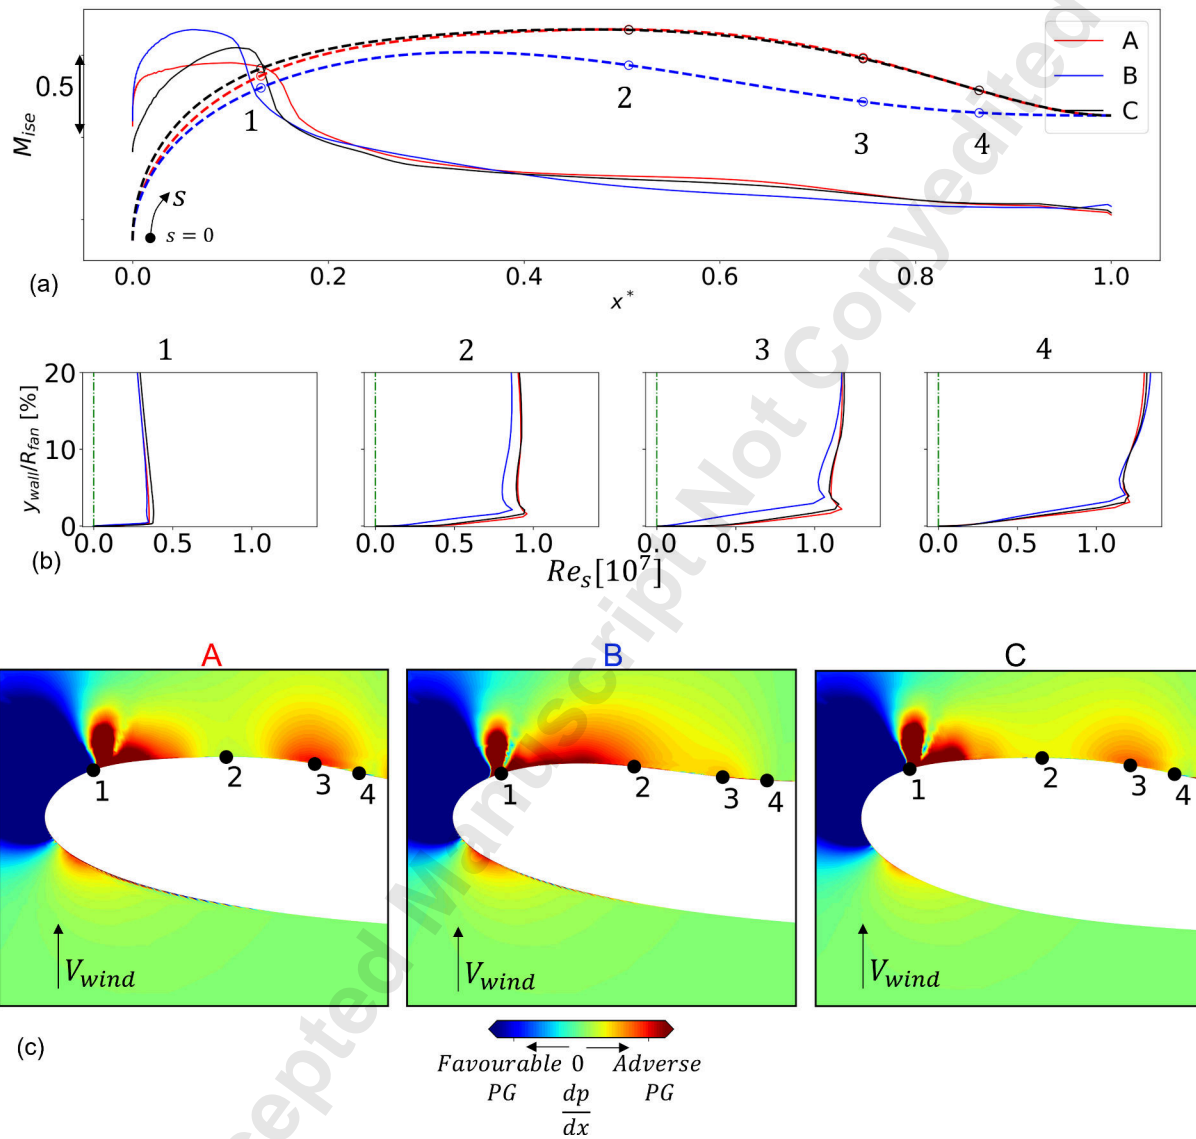 A
B
C
0.5
M_ise
1
2
3
4
s
s = 0
0.0 0.2 0.4 0.6 0.8 1.0
(a)
x*
1 2 3 4
20
10
0
y_wall/R_fan [%]
0.0 0.5 1.0 0.0 0.5 1.0 0.0 0.5 1.0 0.0 0.5 1.0
(b)
Re_s[10^7]
A B C
1 2 3 4
1 2 3 4
1 2 3 4
V_wind
V_wind
V_wind
(c)
Favourable 0 Adverse
PG PG
dp
dx
cepted Manuscript Not Copyedited